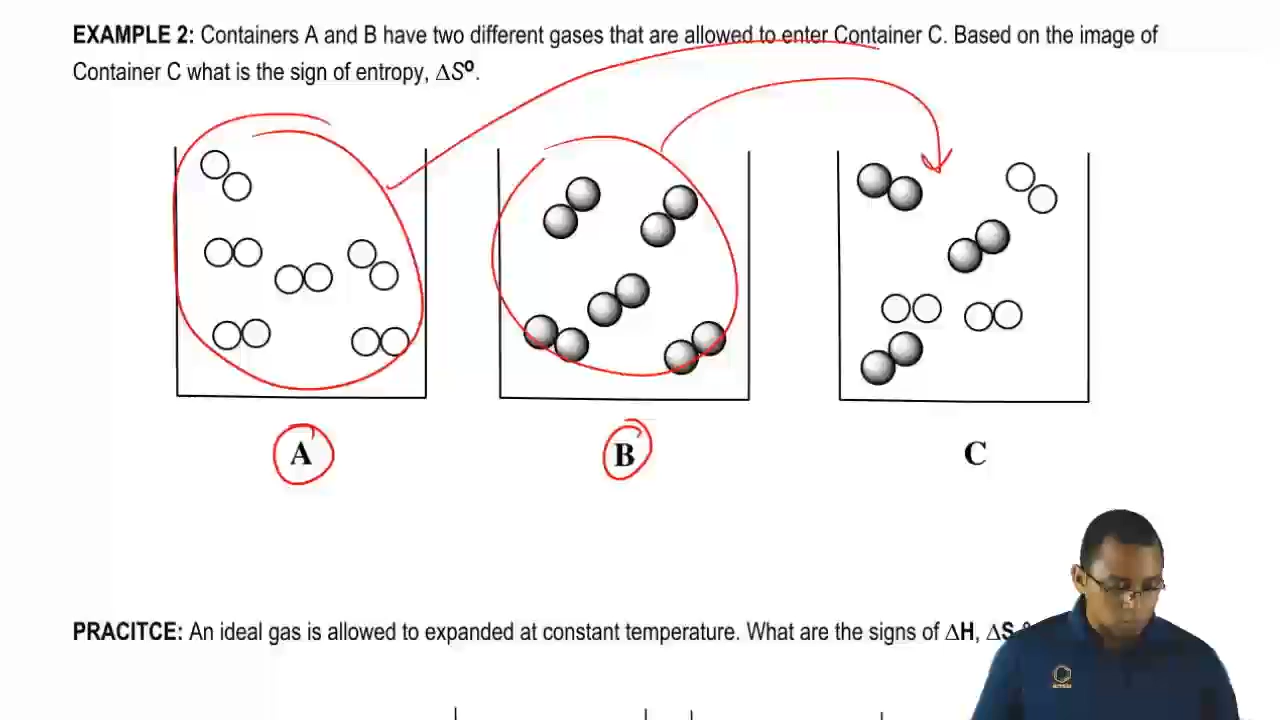 EXAMPLE 2: Containers A and B have two different gases that are allowed to enter Container C. Based on the image of
Container C what is the sign of entropy, ΔSº.
A
B
C
PRACITCE: An ideal gas is allowed to expanded at constant temperature. What are the signs of ΔH, ΔS